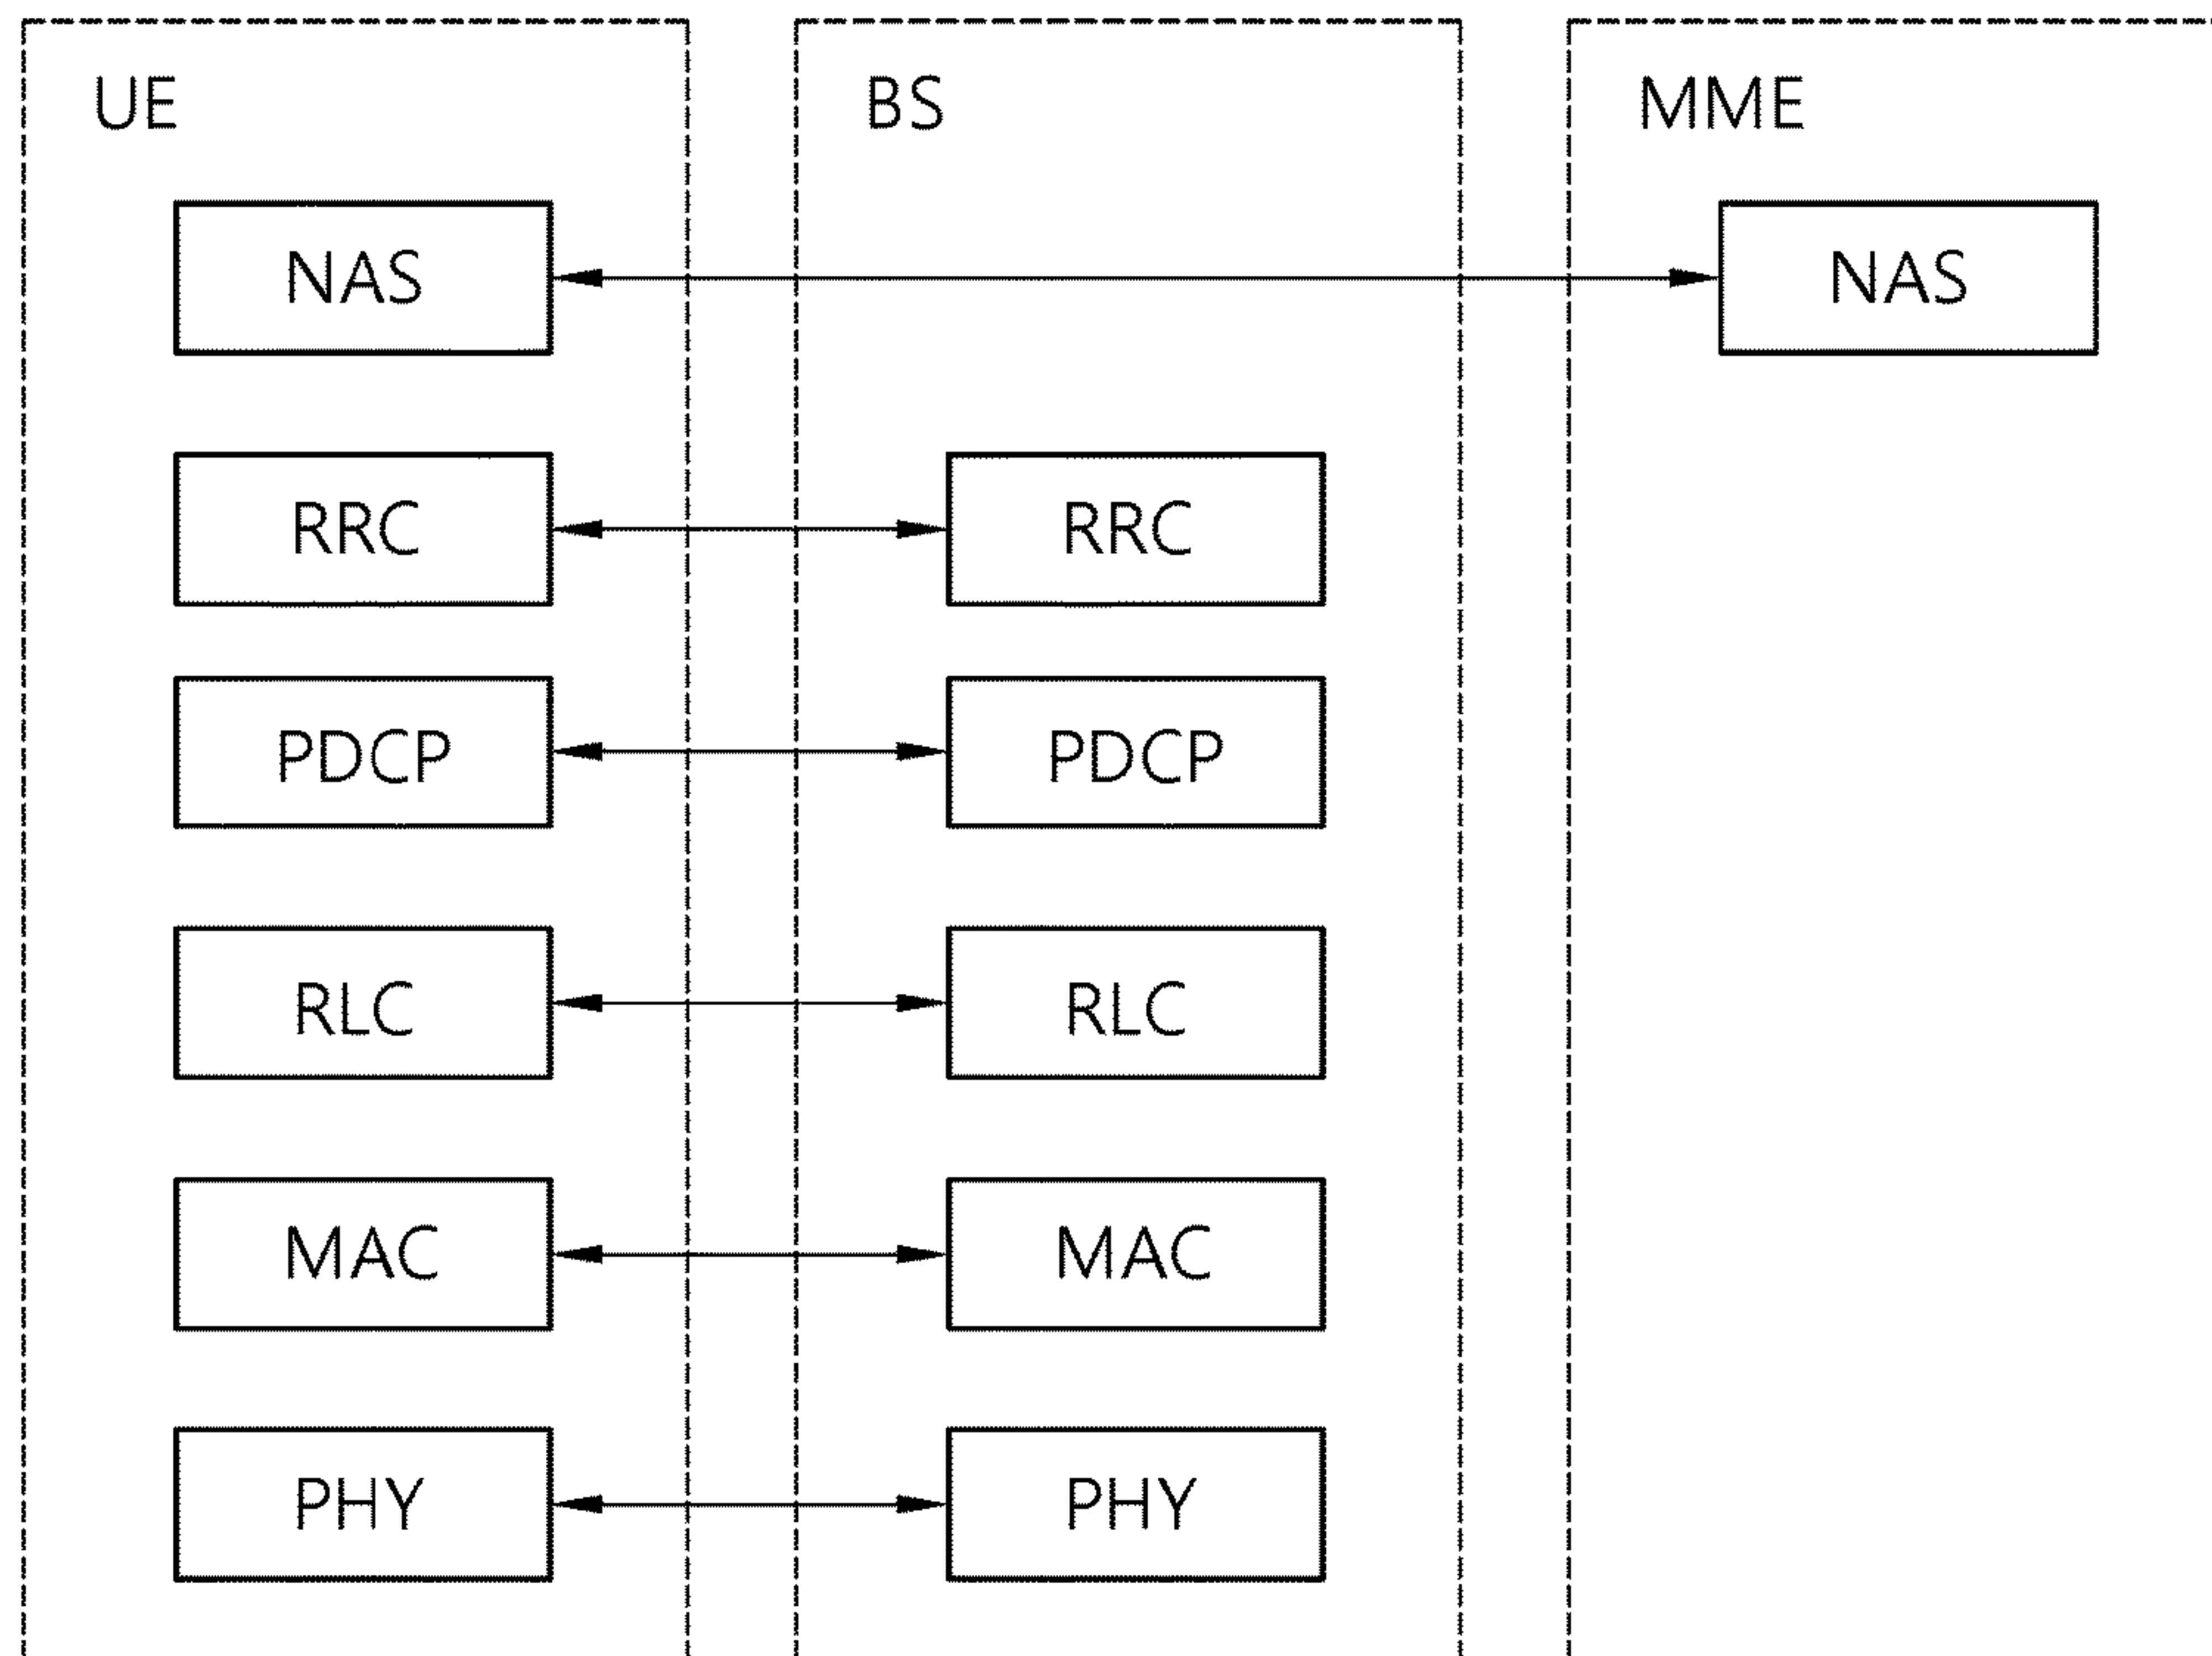 UE
BS
MME
NAS
NAS
RRC
RRC
PDCP
PDCP
RLC
RLC
MAC
MAC
PHY
PHY